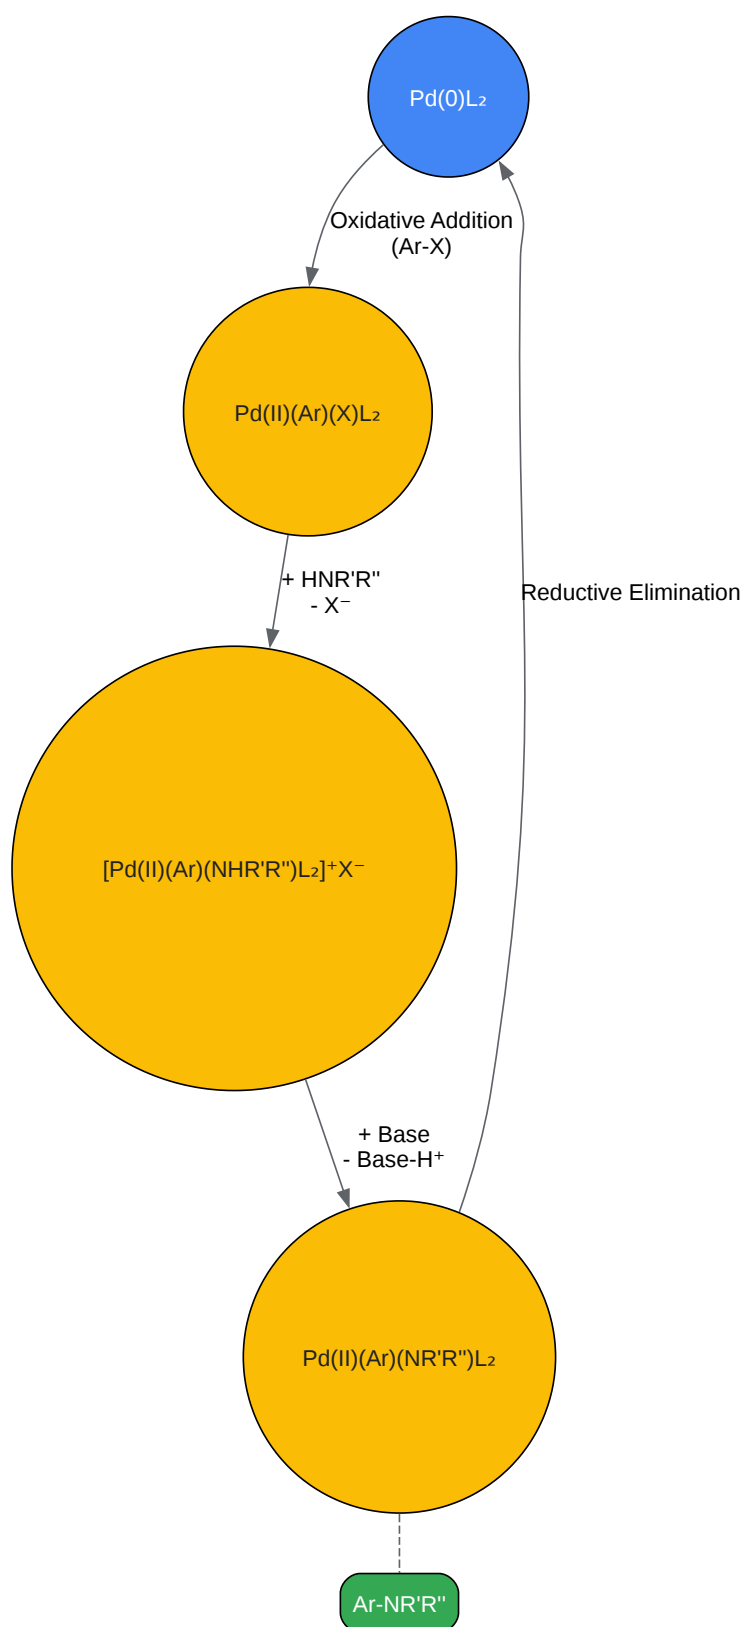 Pd(0)L₂
Oxidative Addition
(Ar-X)
Pd(II)(Ar)(X)L₂
+ HNR'R''
- X⁻
Reductive Elimination
[Pd(II)(Ar)(NHR'R'')L₂]⁺X⁻
+ Base
- Base-H⁺
Pd(II)(Ar)(NR'R'')L₂
Ar-NR'R''